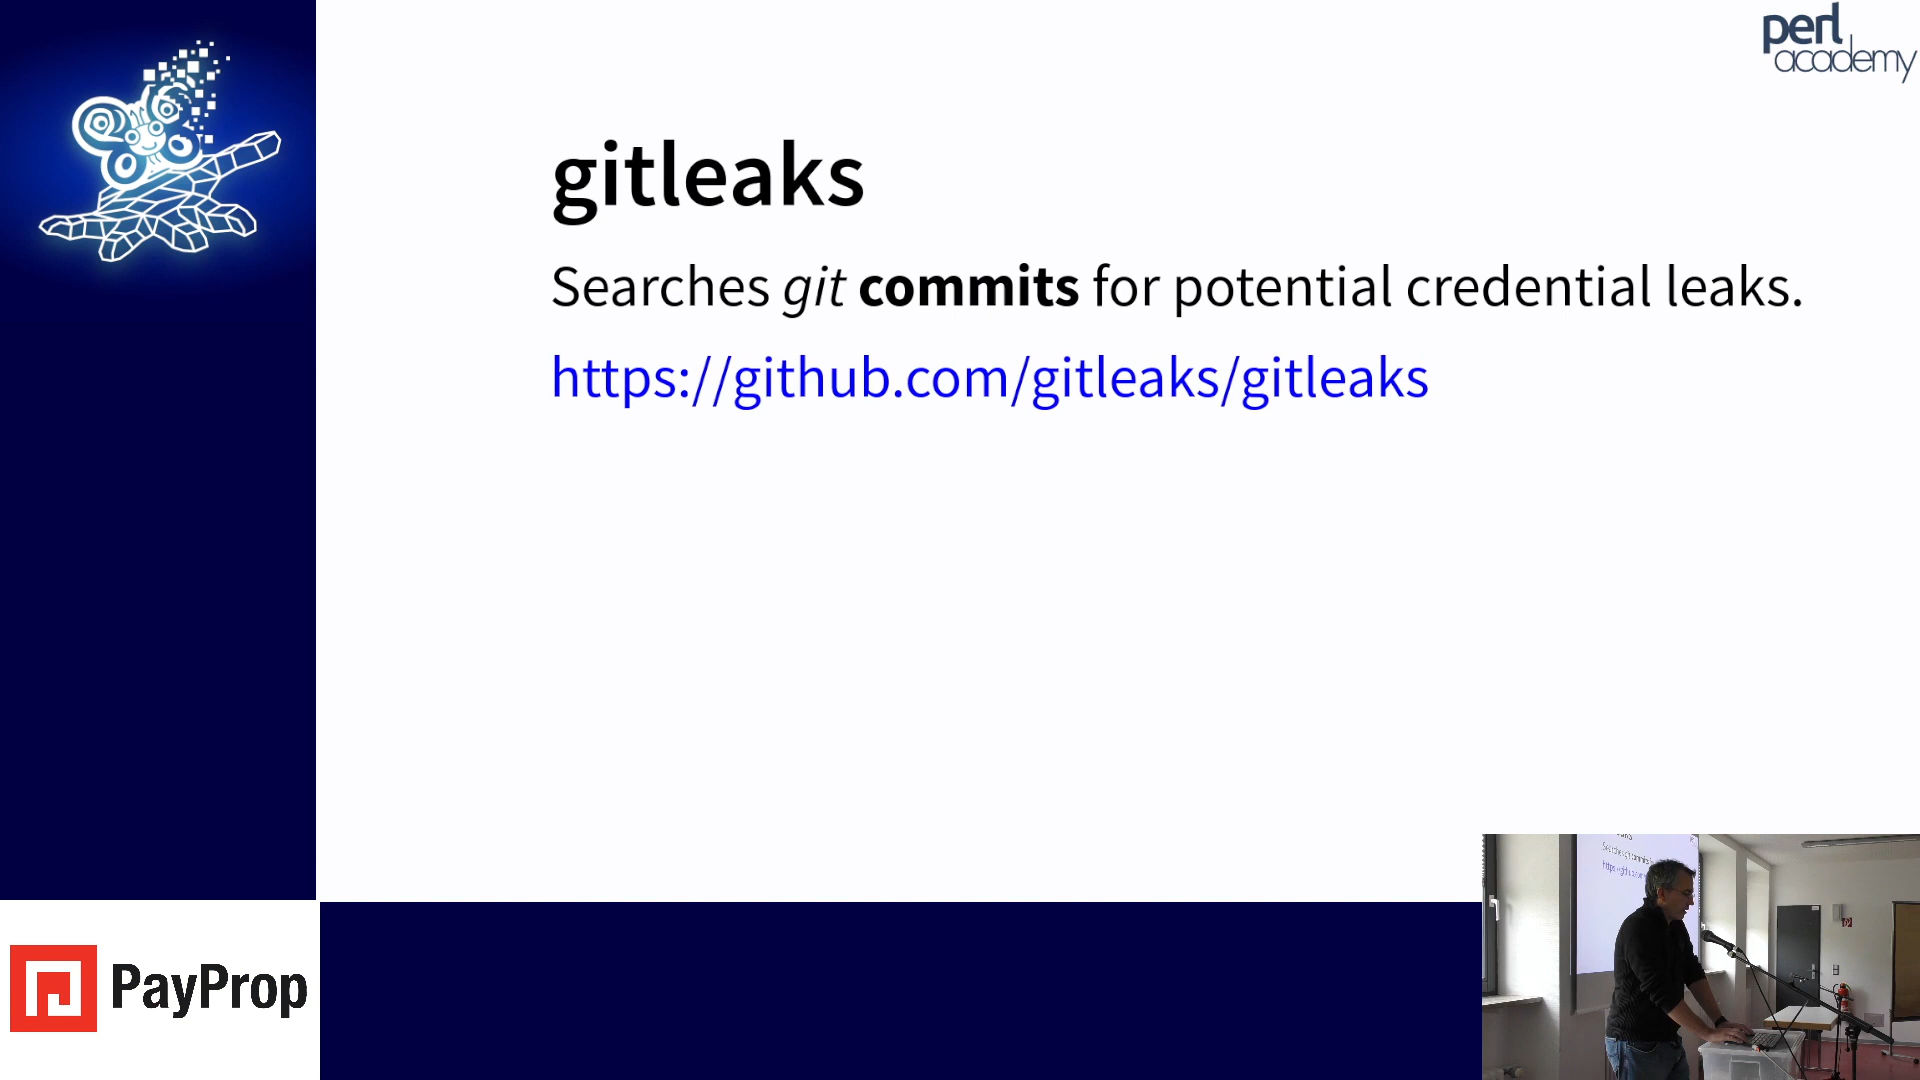 perl
academy
gitleaks
Searches git commits for potential credential leaks.
https://github.com/gitleaks/gitleaks
PayProp